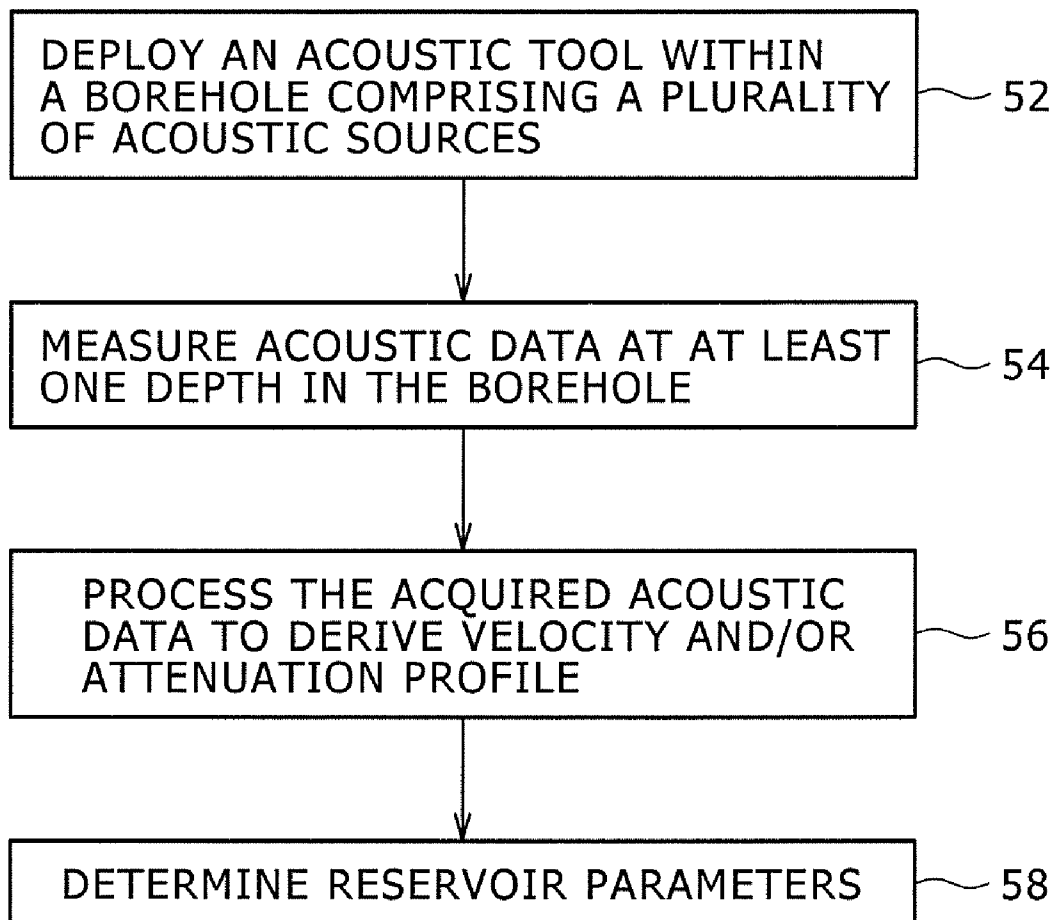 DEPLOY AN ACOUSTIC TOOL WITHIN
A BOREHOLE COMPRISING A PLURALITY
OF ACOUSTIC SOURCES
52
MEASURE ACOUSTIC DATA AT AT LEAST
ONE DEPTH IN THE BOREHOLE
54
PROCESS THE ACQUIRED ACOUSTIC
DATA TO DERIVE VELOCITY AND/OR
ATTENUATION PROFILE
56
DETERMINE RESERVOIR PARAMETERS
58